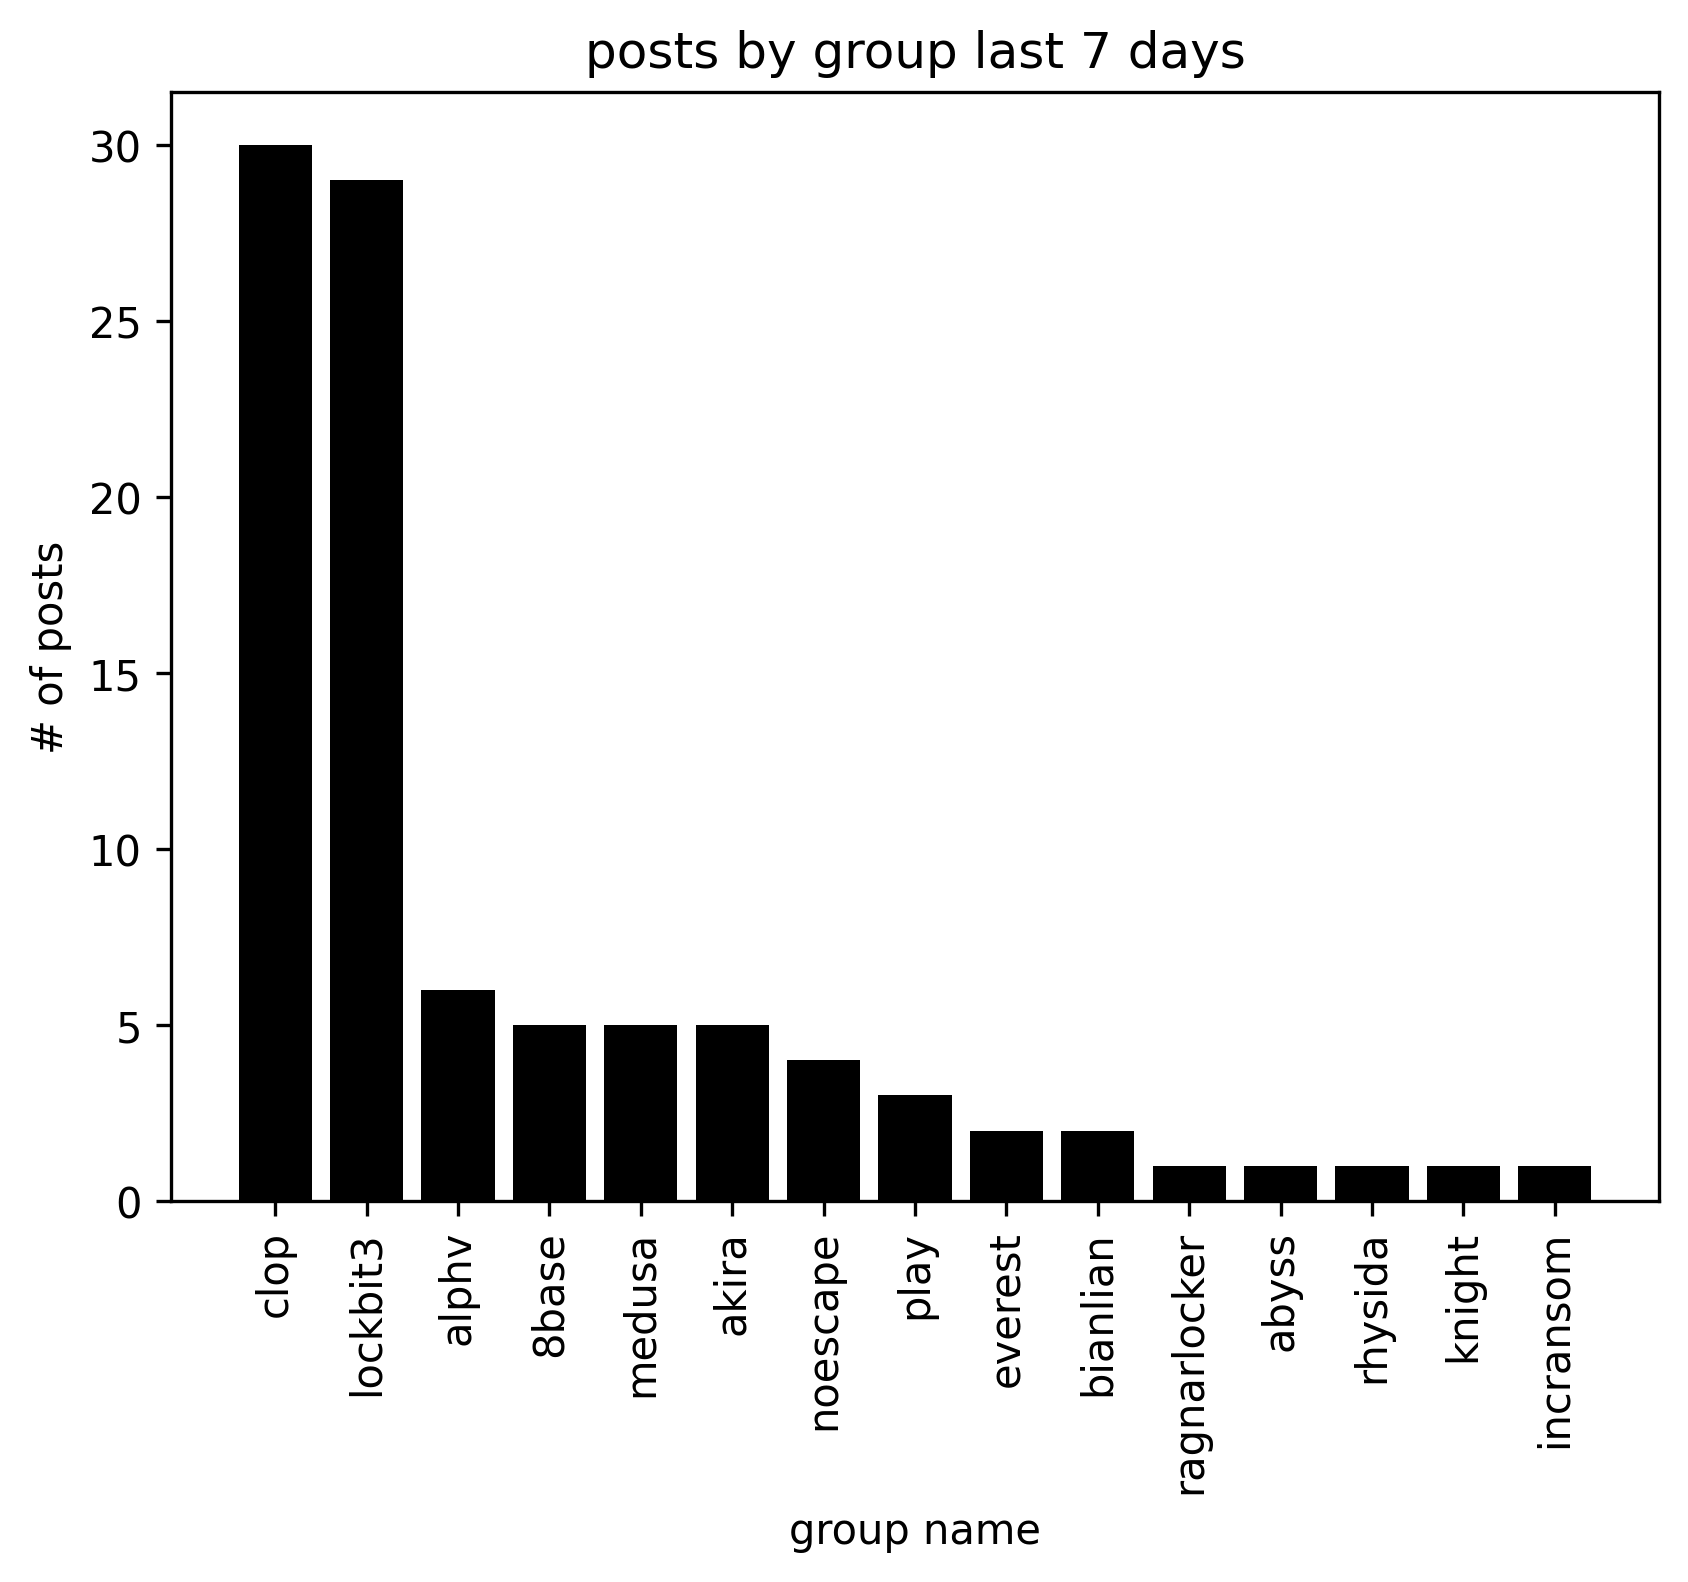 posts by group last 7 days
30
25
20
15
10
5
0
# of posts
clop
lockbit3
alphv
8base
medusa
akira
noescape
play
everest
bianlian
ragnarlocker
abyss
rhysida
knight
incransom
group name